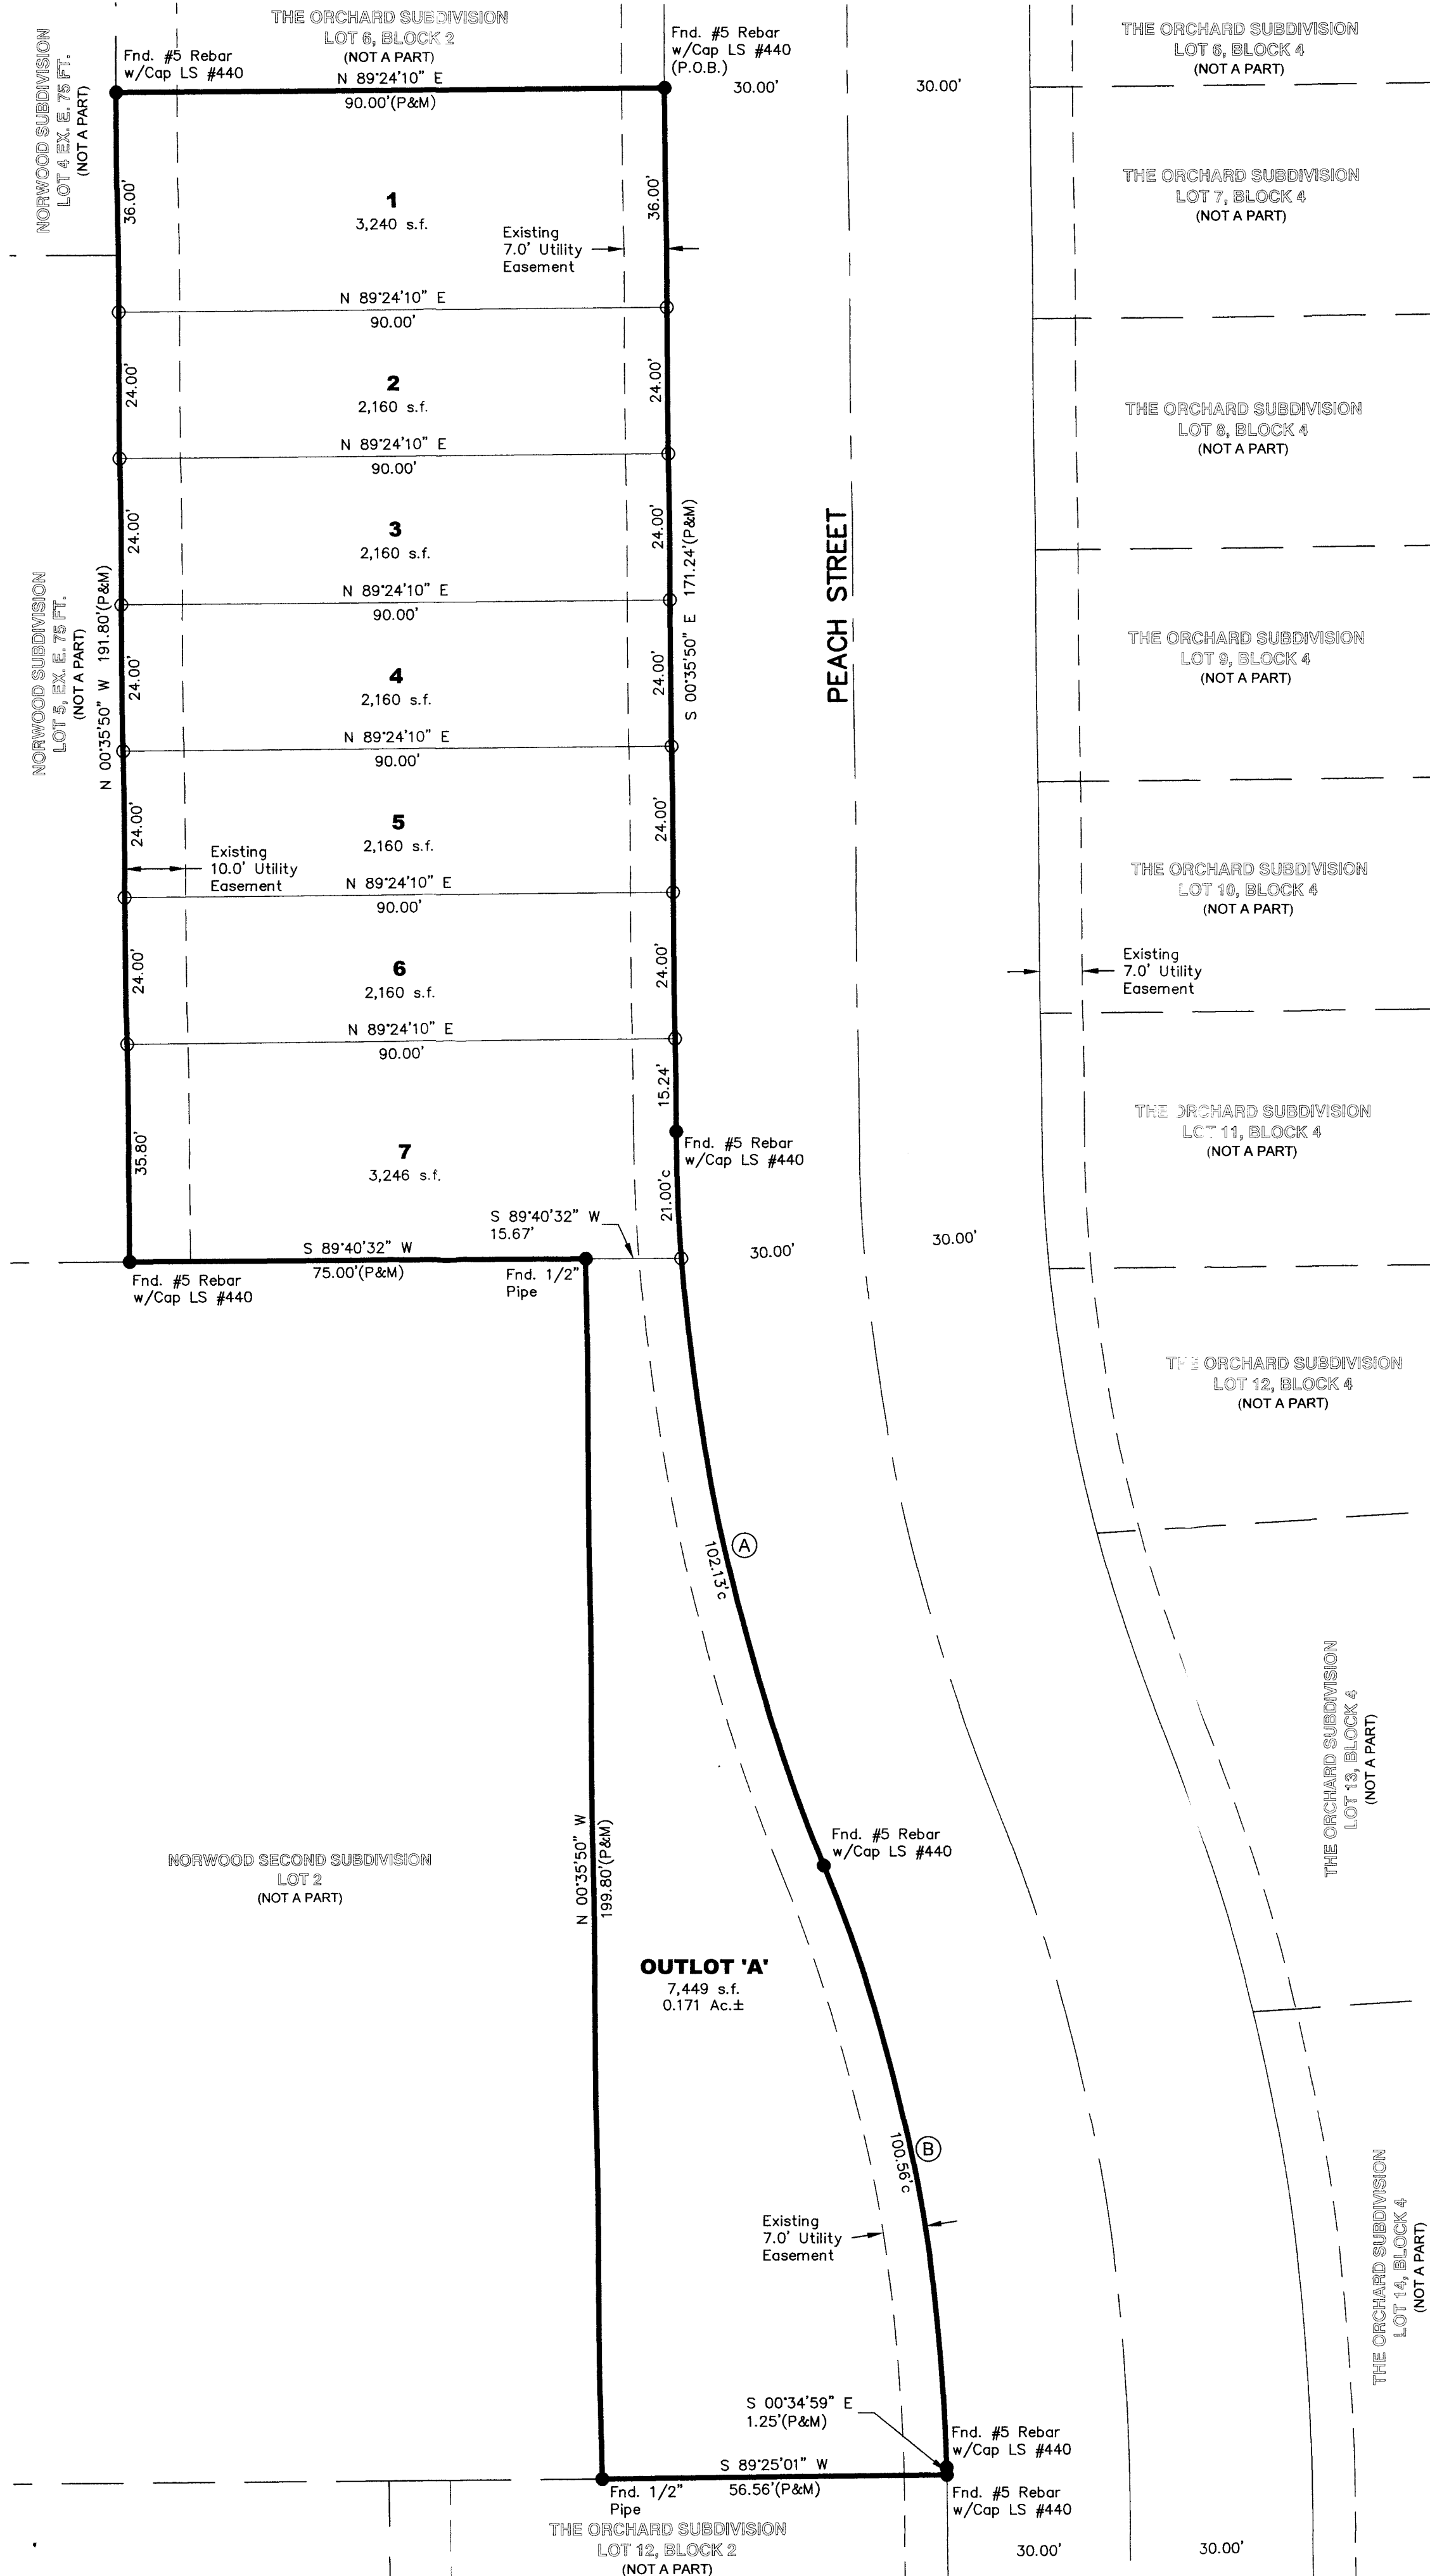 THE ORCHARD SUBDIVISION
LOT 6, BLOCK 2
(NOT A PART)
Fnd. #5 Rebar
w/Cap LS #440
N 89°24'10" E
90.00'(P&M)
Fnd. #5 Rebar
w/Cap LS #440
(P.O.B.)
30.00'
30.00'
THE ORCHARD SUBDIVISION
LOT 6, BLOCK 4
(NOT A PART)
NORWOOD SUBDIVISION
LOT 4 EX. E. 75 FT.
(NOT A PART)
36.00'
1
3,240 s.f.
36.00'
Existing
7.0' Utility
Easement
THE ORCHARD SUBDIVISION
LOT 7, BLOCK 4
(NOT A PART)
N 89°24'10" E
90.00'
24.00'
2
2,160 s.f.
24.00'
THE ORCHARD SUBDIVISION
LOT 8, BLOCK 4
(NOT A PART)
N 89°24'10" E
90.00'
24.00'
3
2,160 s.f.
24.00'
S 00°35'50" E 171.24'(P&M)
PEACH STREET
N 89°24'10" E
90.00'
NORWOOD SUBDIVISION
LOT 5, EX. E. 75 FT.
(NOT A PART)
N 00°35'50" W 191.80'(P&M)
24.00'
4
2,160 s.f.
24.00'
THE ORCHARD SUBDIVISION
LOT 9, BLOCK 4
(NOT A PART)
N 89°24'10" E
90.00'
24.00'
5
2,160 s.f.
24.00'
Existing
10.0' Utility
Easement
THE ORCHARD SUBDIVISION
LOT 10, BLOCK 4
(NOT A PART)
N 89°24'10" E
90.00'
24.00'
6
2,160 s.f.
24.00'
Existing
7.0' Utility
Easement
N 89°24'10" E
90.00'
15.24'
35.80'
7
3,246 s.f.
Fnd. #5 Rebar
w/Cap LS #440
21.00'c
THE ORCHARD SUBDIVISION
LOT 11, BLOCK 4
(NOT A PART)
S 89°40'32" W
15.67'
S 89°40'32" W
75.00'(P&M)
30.00'
30.00'
Fnd. #5 Rebar
w/Cap LS #440
Fnd. 1/2"
Pipe
THE ORCHARD SUBDIVISION
LOT 12, BLOCK 4
(NOT A PART)
A
102.13'c
THE ORCHARD SUBDIVISION
LOT 13, BLOCK 4
(NOT A PART)
Fnd. #5 Rebar
w/Cap LS #440
NORWOOD SECOND SUBDIVISION
LOT 2
(NOT A PART)
N 00°35'50" W
199.80'(P&M)
OUTLOT 'A'
7,449 s.f.
0.171 Ac.±
B
100.56'c
Existing
7.0' Utility
Easement
THE ORCHARD SUBDIVISION
LOT 14, BLOCK 4
(NOT A PART)
S 00°34'59" E
1.25'(P&M)
Fnd. #5 Rebar
w/Cap LS #440
S 89°25'01" W
56.56'(P&M)
Fnd. 1/2"
Pipe
Fnd. #5 Rebar
w/Cap LS #440
THE ORCHARD SUBDIVISION
LOT 12, BLOCK 2
(NOT A PART)
30.00'
30.00'